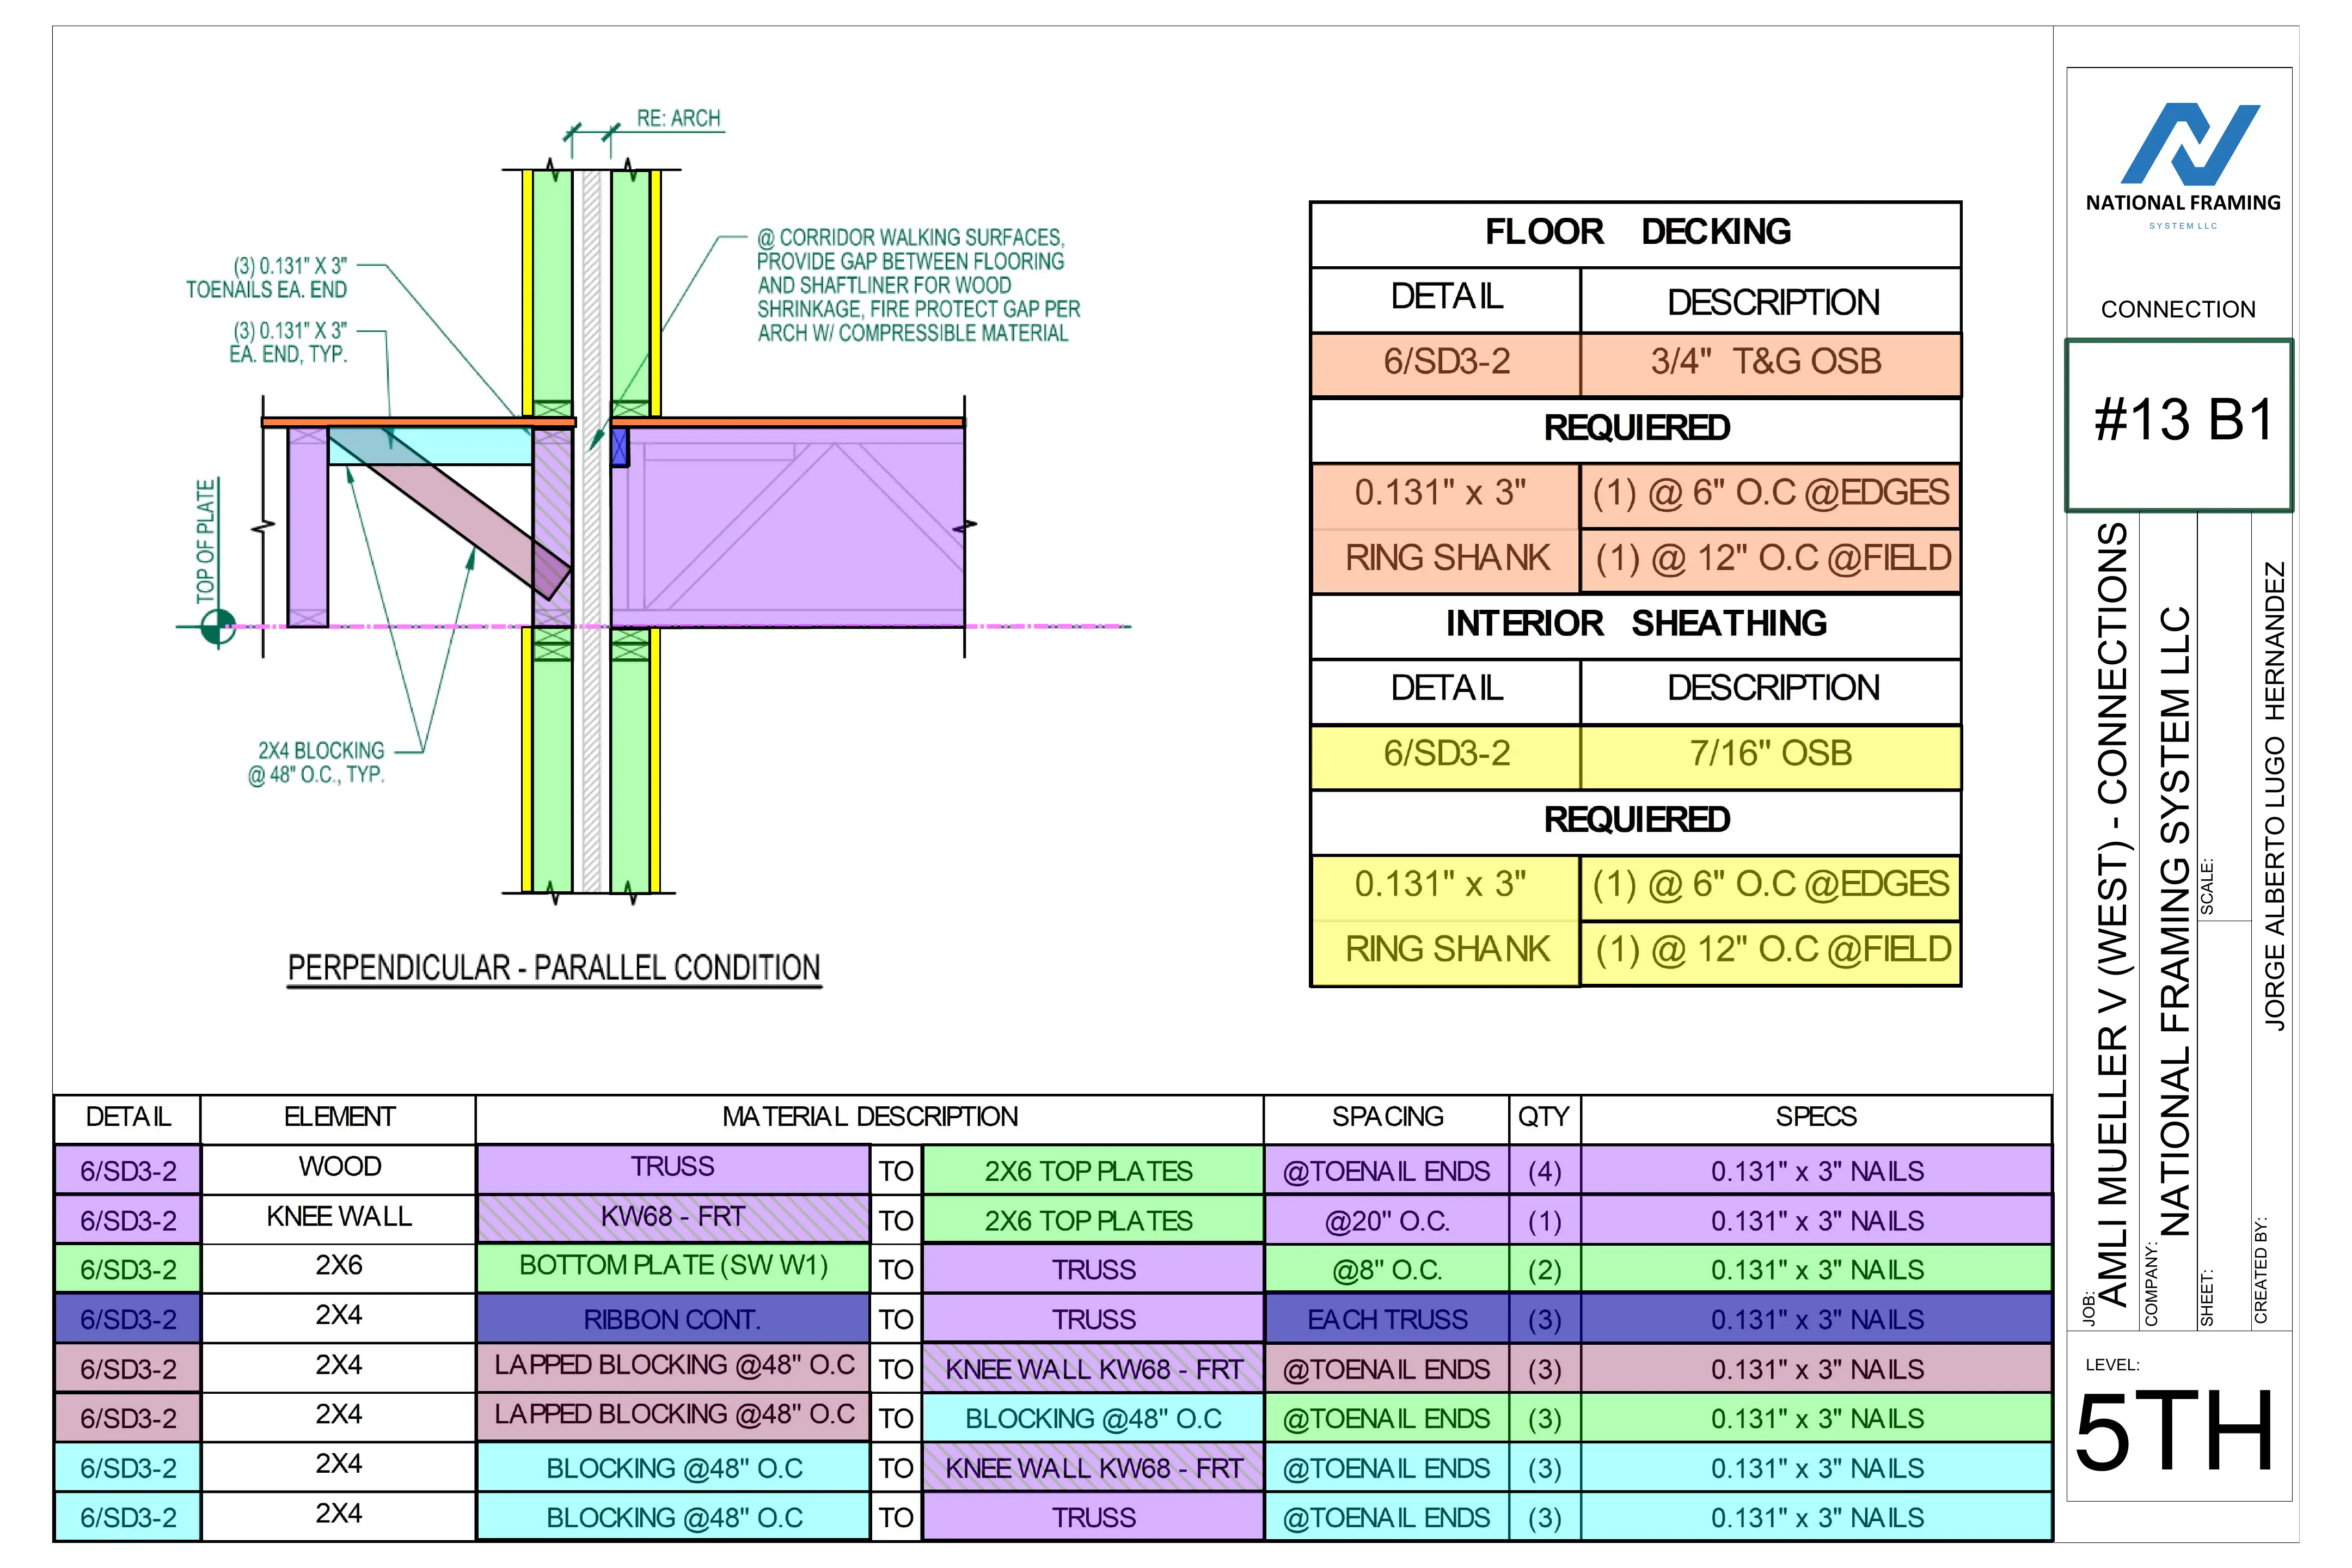 RE: ARCH
@ CORRIDOR WALKING SURFACES,
PROVIDE GAP BETWEEN FLOORING
AND SHAFTLINER FOR WOOD
SHRINKAGE, FIRE PROTECT GAP PER
ARCH W/ COMPRESSIBLE MATERIAL
(3) 0.131" X 3"
TOENAILS EA. END
(3) 0.131" X 3"
EA. END, TYP.
TOP OF PLATE
2X4 BLOCKING
@ 48" O.C., TYP.
PERPENDICULAR - PARALLEL CONDITION
FLOOR DECKING
DETAIL DESCRIPTION
6/SD3-2 3/4" T&G OSB
REQUIERED
0.131" x 3" (1) @ 6" O.C @EDGES
RING SHANK (1) @ 12" O.C @FIELD
INTERIOR SHEATHING
DETAIL DESCRIPTION
6/SD3-2 7/16" OSB
REQUIERED
0.131" x 3" (1) @ 6" O.C @EDGES
RING SHANK (1) @ 12" O.C @FIELD
DETAIL ELEMENT MATERIAL DESCRIPTION SPACING QTY SPECS
6/SD3-2 WOOD TRUSS TO 2X6 TOP PLATES @TOENAIL ENDS (4) 0.131" x 3" NAILS
6/SD3-2 KNEE WALL KW68 - FRT TO 2X6 TOP PLATES @20" O.C. (1) 0.131" x 3" NAILS
6/SD3-2 2X6 BOTTOM PLATE (SW W1) TO TRUSS @8" O.C. (2) 0.131" x 3" NAILS
6/SD3-2 2X4 RIBBON CONT. TO TRUSS EACH TRUSS (3) 0.131" x 3" NAILS
6/SD3-2 2X4 LAPPED BLOCKING @48" O.C TO KNEE WALL KW68 - FRT @TOENAIL ENDS (3) 0.131" x 3" NAILS
6/SD3-2 2X4 LAPPED BLOCKING @48" O.C TO BLOCKING @48" O.C @TOENAIL ENDS (3) 0.131" x 3" NAILS
6/SD3-2 2X4 BLOCKING @48" O.C TO KNEE WALL KW68 - FRT @TOENAIL ENDS (3) 0.131" x 3" NAILS
6/SD3-2 2X4 BLOCKING @48" O.C TO TRUSS @TOENAIL ENDS (3) 0.131" x 3" NAILS
NATIONAL FRAMING
SYSTEM LLC
CONNECTION
#13 B1
JOB: AMLI MUELLER V (WEST) - CONNECTIONS
COMPANY: NATIONAL FRAMING SYSTEM LLC
SCALE:
SHEET:
CREATED BY: JORGE ALBERTO LUGO HERNANDEZ
LEVEL:
5TH